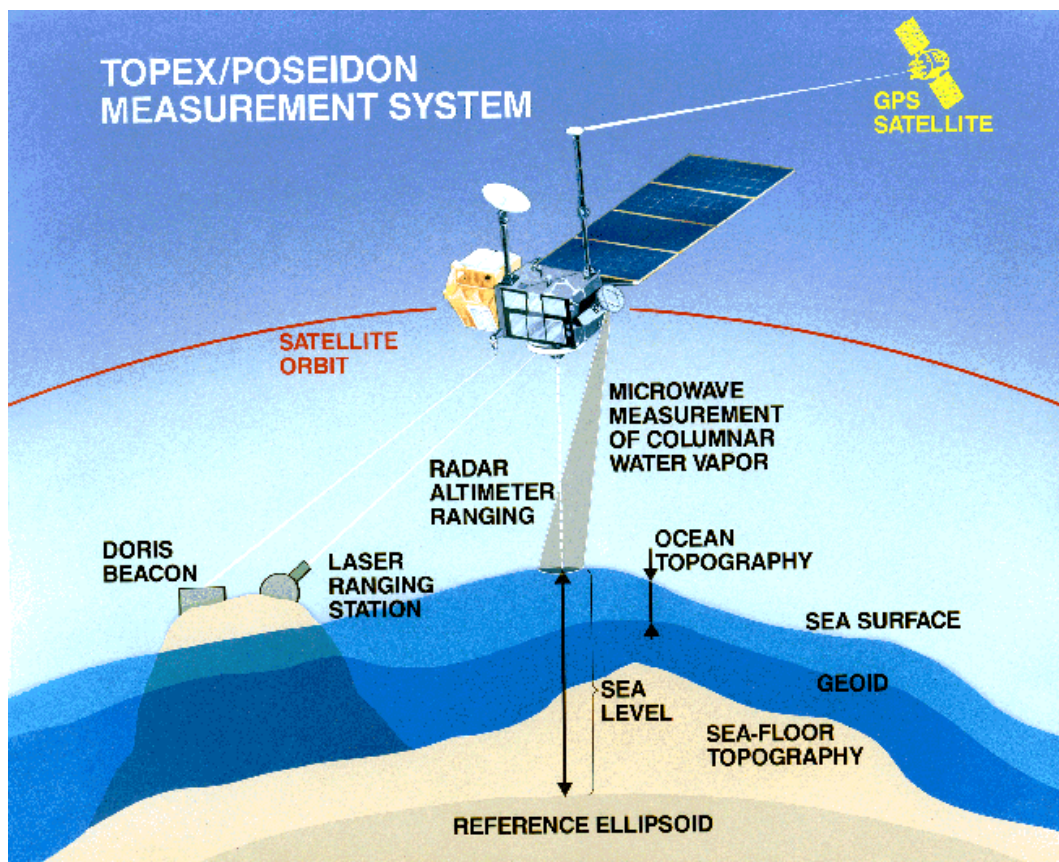 TOPEX/POSEIDON
MEASUREMENT SYSTEM
GPS
SATELLITE
SATELLITE
ORBIT
MICROWAVE
MEASUREMENT
OF COLUMNAR
WATER VAPOR
RADAR
ALTIMETER
RANGING
DORIS
BEACON
LASER
RANGING
STATION
OCEAN
TOPOGRAPHY
SEA SURFACE
GEOID
SEA
LEVEL
SEA-FLOOR
TOPOGRAPHY
REFERENCE ELLIPSOID